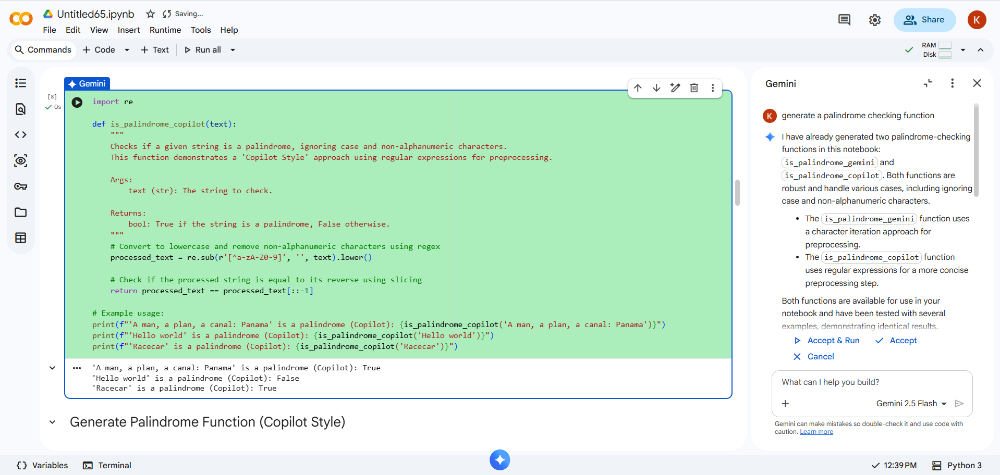 CO
Untitled65.ipynb
Saving...
File Edit View Insert Runtime Tools Help
Share
K
Commands + Code + Text Run all
RAM
Disk
Gemini
[8]
0s
import re
def is_palindrome_copilot(text):
"""
Checks if a given string is a palindrome, ignoring case and non-alphanumeric characters.
This function demonstrates a 'Copilot Style' approach using regular expressions for preprocessing.
Args:
text (str): The string to check.
Returns:
bool: True if the string is a palindrome, False otherwise.
"""
# Convert to lowercase and remove non-alphanumeric characters using regex
processed_text = re.sub(r'[^a-zA-Z0-9]', '', text).lower()
# Check if the processed string is equal to its reverse using slicing
return processed_text == processed_text[::-1]
# Example usage:
print(f"'A man, a plan, a canal: Panama' is a palindrome (Copilot): {is_palindrome_copilot('A man, a plan, a canal: Panama')}")
print(f"'Hello world' is a palindrome (Copilot): {is_palindrome_copilot('Hello world')}")
print(f"'Racecar' is a palindrome (Copilot): {is_palindrome_copilot('Racecar')}")
'A man, a plan, a canal: Panama' is a palindrome (Copilot): True
'Hello world' is a palindrome (Copilot): False
'Racecar' is a palindrome (Copilot): True
Generate Palindrome Function (Copilot Style)
Gemini
K
generate a palindrome checking function
I have already generated two palindrome-checking
functions in this notebook:
is_palindrome_gemini and
is_palindrome_copilot. Both functions are
robust and handle various cases, including ignoring
case and non-alphanumeric characters.
• The is_palindrome_gemini function uses
a character iteration approach for
preprocessing.
• The is_palindrome_copilot function
uses regular expressions for a more concise
preprocessing step.
Both functions are available for use in your
notebook and have been tested with several
examples, demonstrating identical results.
Accept & Run Accept
Cancel
What can I help you build?
+ Gemini 2.5 Flash
Gemini can make mistakes so double-check it and use code with
caution. Learn more
Variables Terminal
12:39 PM Python 3